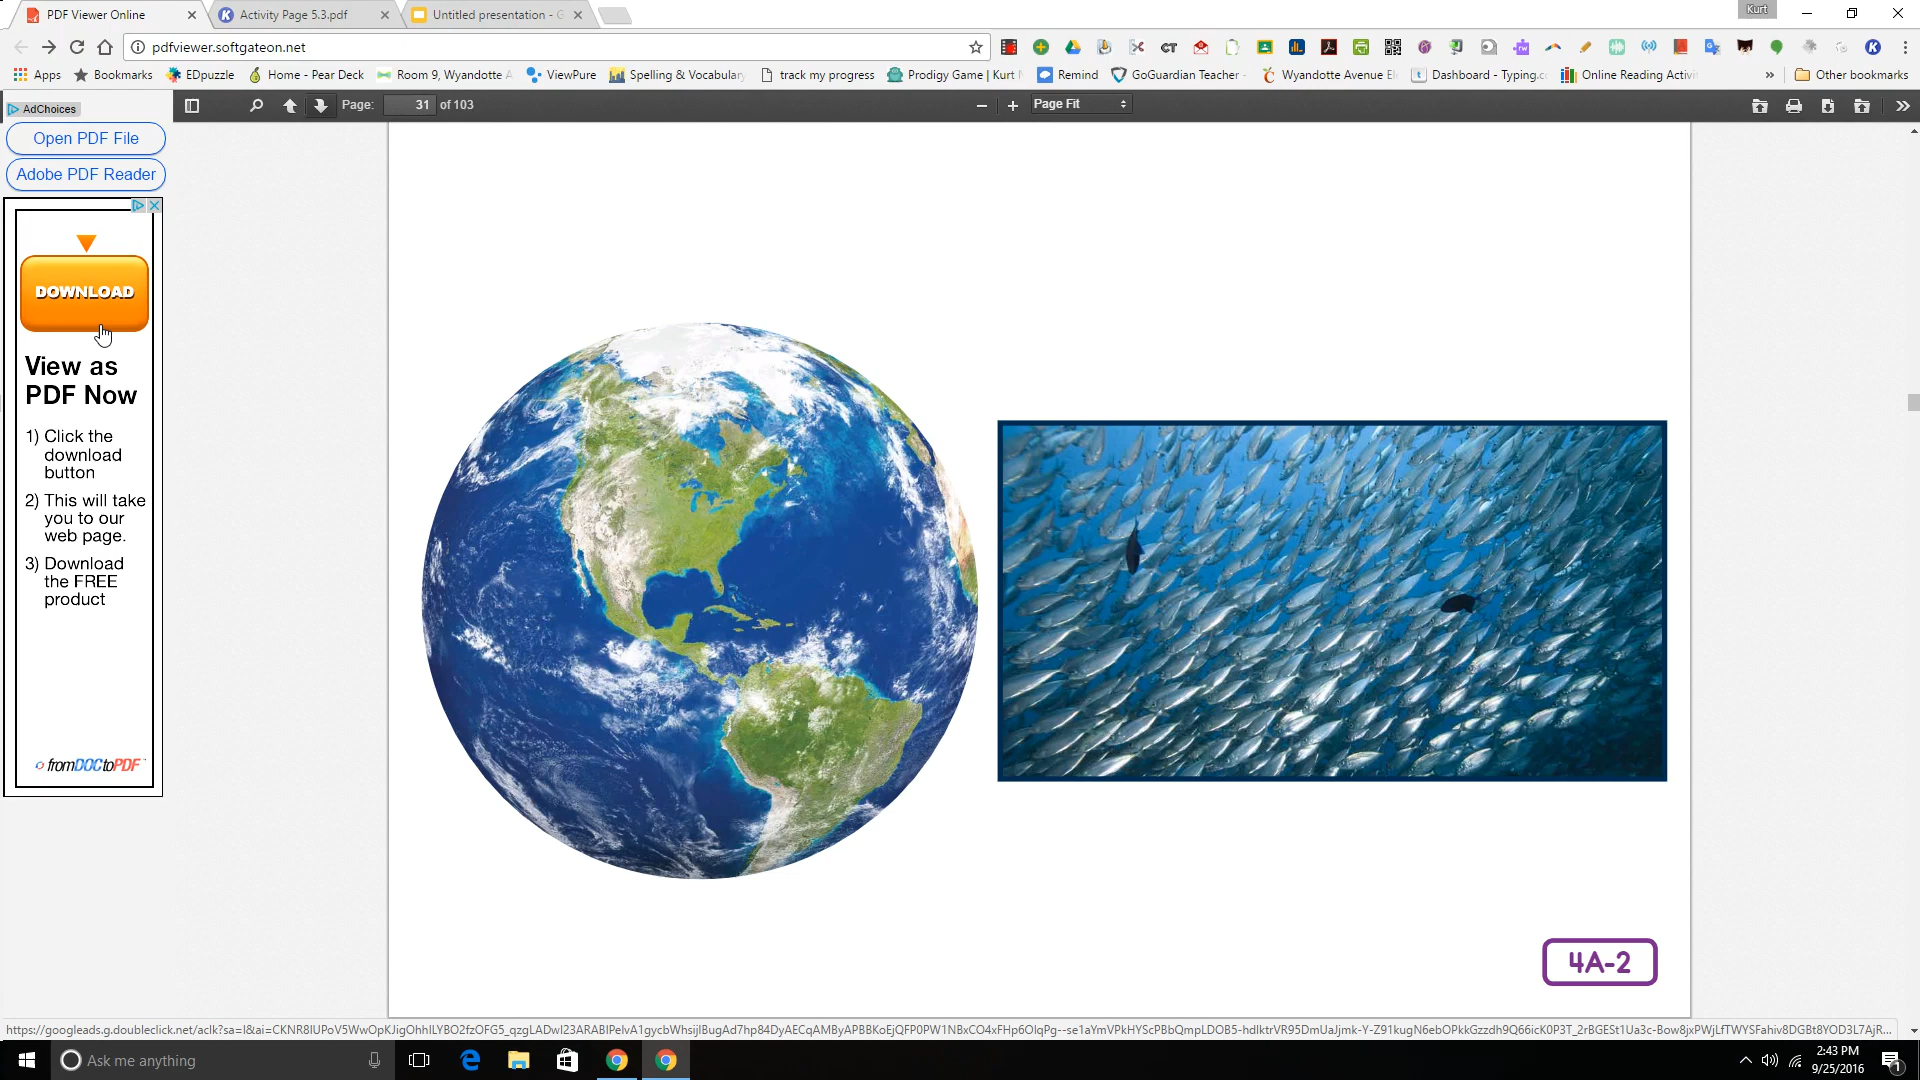 PDF Viewer Online
Activity Page 5.3.pdf
Untitled presentation - G
Kurt
pdfviewer.softgateon.net
Apps
Bookmarks
EDpuzzle
Home - Pear Deck
Room 9, Wyandotte A
ViewPure
Spelling & Vocabulary
track my progress
Prodigy Game | Kurt
Remind
GoGuardian Teacher -
Wyandotte Avenue El
Dashboard - Typing.co
Online Reading Activi
»
Other bookmarks
AdChoices
Page: 31 of 103
Page Fit
Open PDF File
Adobe PDF Reader
DOWNLOAD
View as
PDF Now
1) Click the
download
button
2) This will take
you to our
web page.
3) Download
the FREE
product
fromDOCtoPDF
4A-2
Ask me anything
2:43 PM
9/25/2016
1